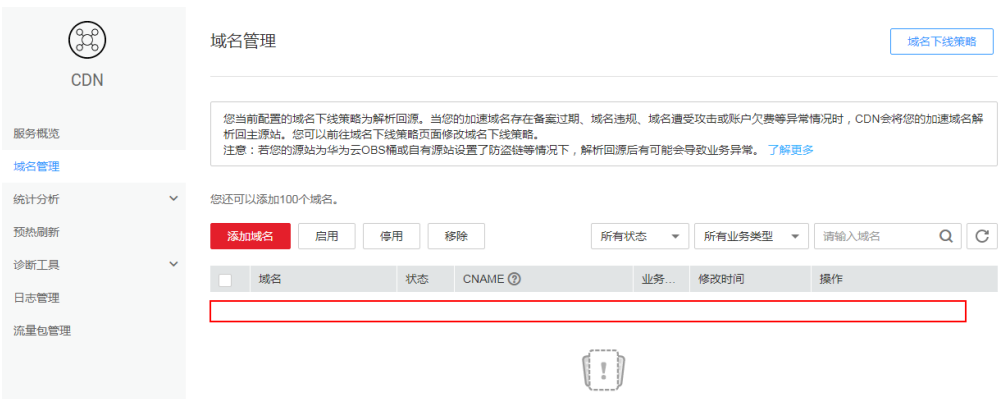 CDN
服务概览
域名管理
统计分析
预热刷新
诊断工具
日志管理
流量包管理
域名管理
域名下线策略
您当前配置的域名下线策略为解析回源。当您的加速域名存在备案过期、域名违规、域名遭受攻击或账户欠费等异常情况时，CDN会将您的加速域名解
析回主源站。您可以前往域名下线策略页面修改域名下线策略。
注意：若您的源站为华为云OBS桶或自有源站设置了防盗链等情况下，解析回源后有可能会导致业务异常。 了解更多
您还可以添加100个域名。
添加域名 启用 停用 移除 所有状态 所有业务类型 请输入域名
域名 状态 CNAME 业务... 修改时间 操作